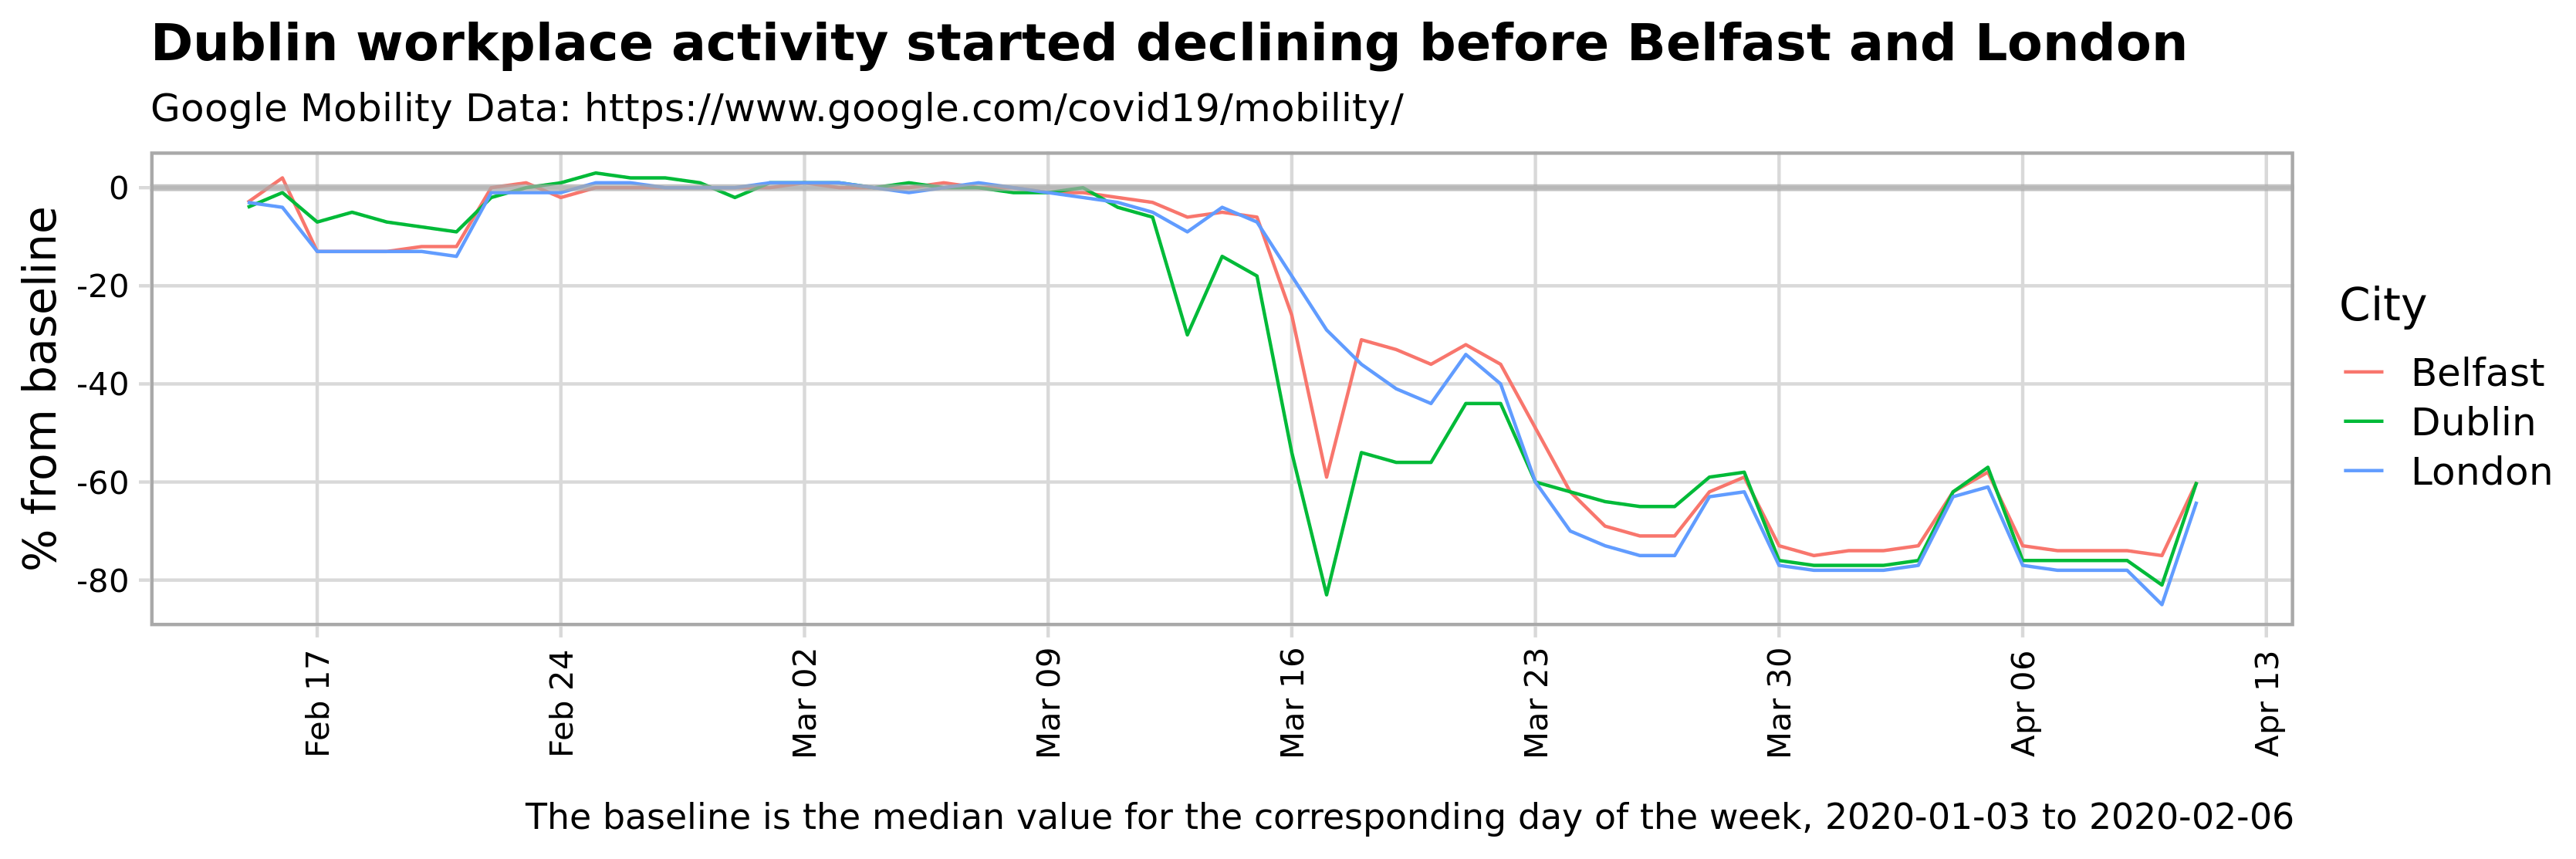 Dublin workplace activity started declining before Belfast and London
Google Mobility Data: https://www.google.com/covid19/mobility/
% from baseline
0
-20
-40
-60
-80
Feb 17
Feb 24
Mar 02
Mar 09
Mar 16
Mar 23
Mar 30
Apr 06
Apr 13
City
Belfast
Dublin
London
The baseline is the median value for the corresponding day of the week, 2020-01-03 to 2020-02-06